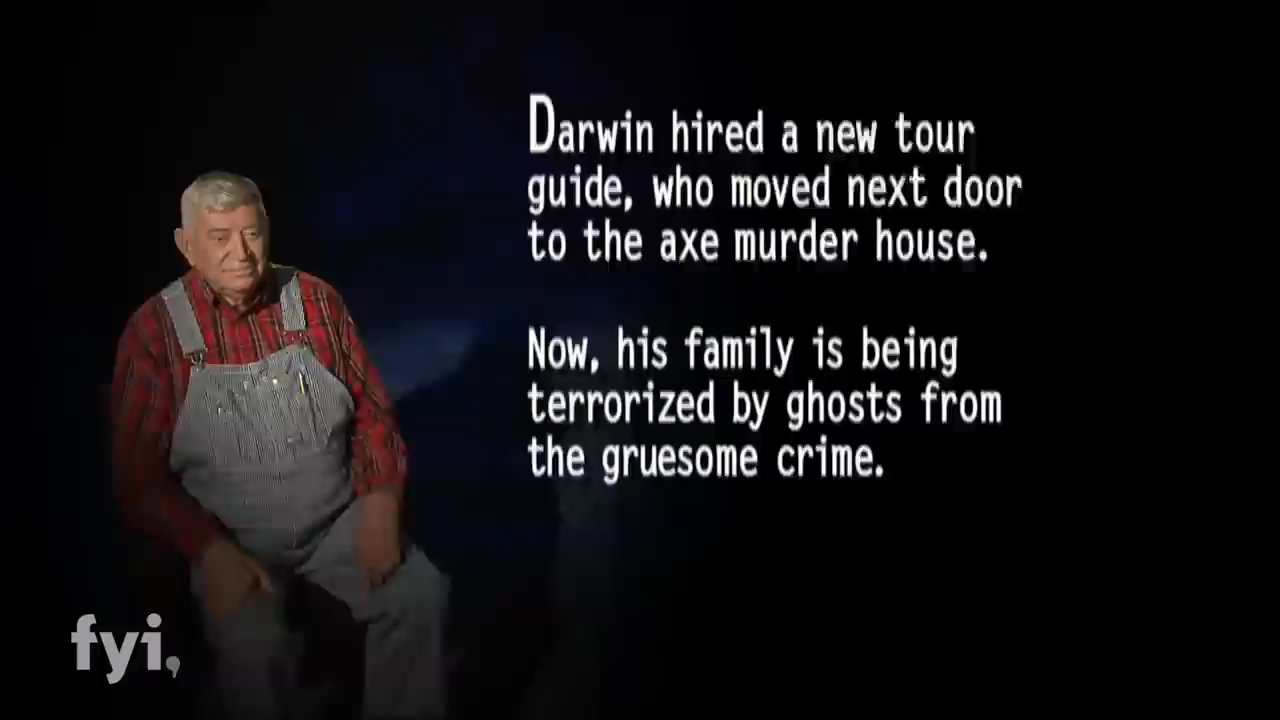 Darwin hired a new tour
guide, who moved next door
to the axe murder house.
Now, his family is being
terrorized by ghosts from
the gruesome crime.
fyi,